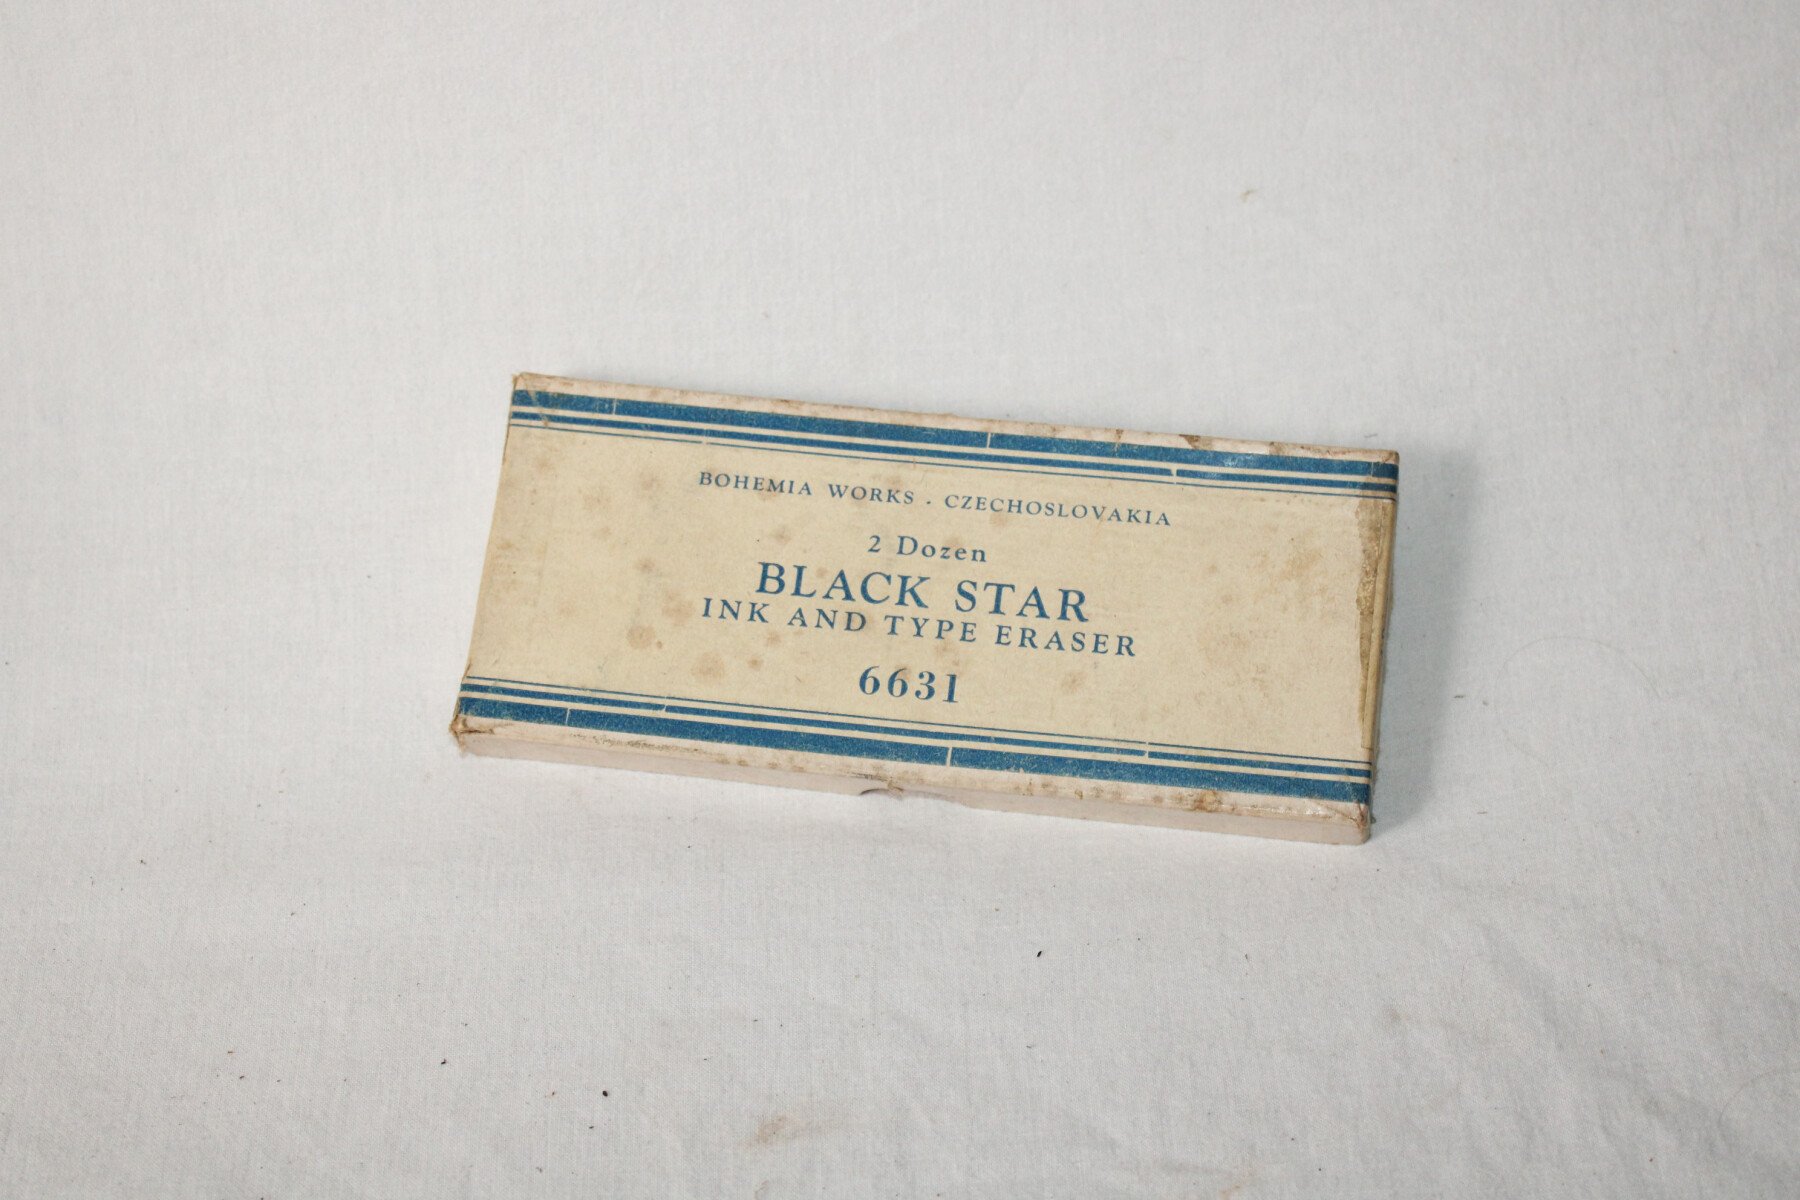 BOHEMIA WORKS . CZECHOSLOVAKIA
2 Dozen
BLACK STAR
INK AND TYPE ERASER
6631